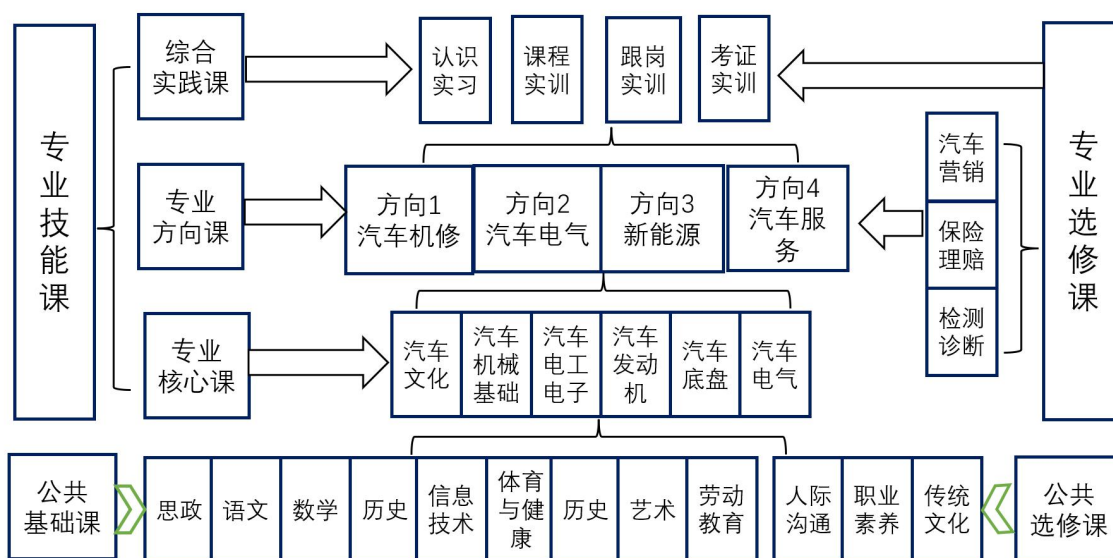 专业技能课
综合
实践课
认识
实习
课程
实训
跟岗
实训
考证
实训
专业选修课
汽车
营销
保险
理赔
检测
诊断
专业
方向课
方向1
汽车机修
方向2
汽车电气
方向3
新能源
方向4
汽车服
务
专业
核心课
汽车
文化
汽车
机械
基础
汽车
电工
电子
汽车
发动
机
汽车
底盘
汽车
电气
公共
基础课
思政
语文
数学
历史
信息
技术
体育
与健
康
历史
艺术
劳动
教育
人际
沟通
职业
素养
传统
文化
公共
选修课